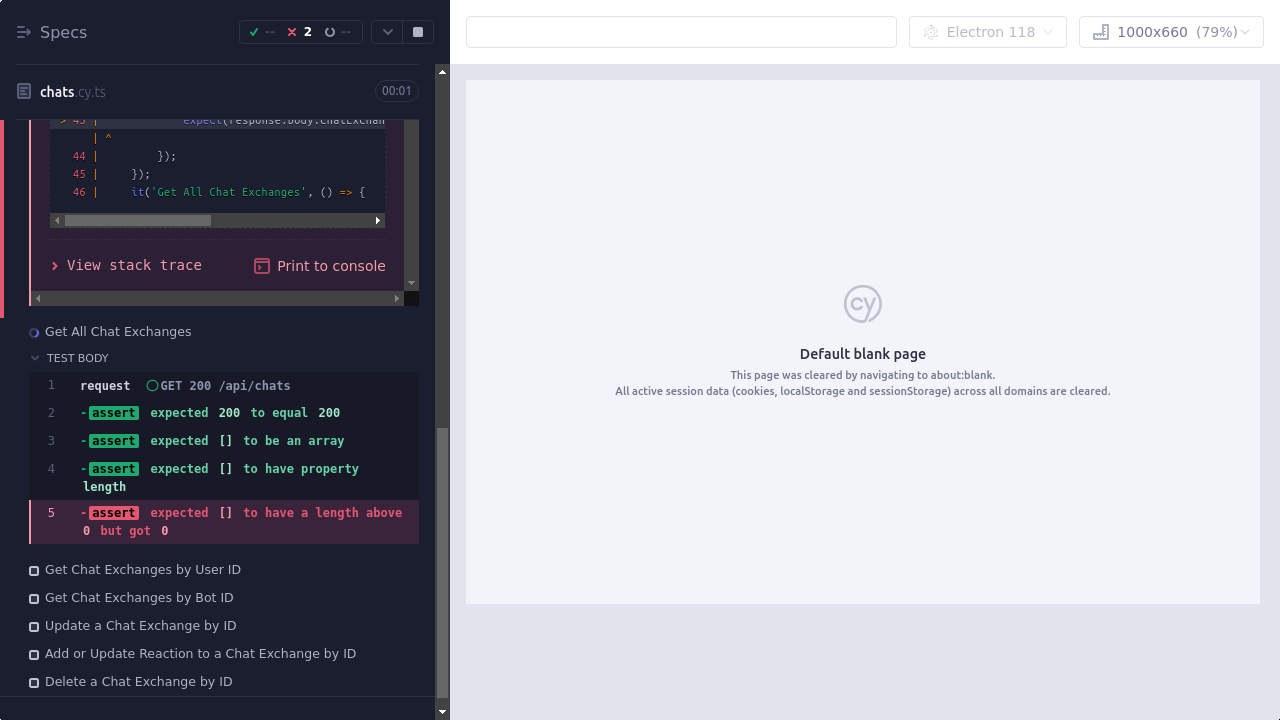 Specs
-- 2 --
chats.cy.ts
00:01
> 43 | expect(response.body.chatExchan
| ^
44 | });
45 | });
46 | it('Get All Chat Exchanges', () => {
View stack trace
Print to console
Get All Chat Exchanges
TEST BODY
1 request GET 200 /api/chats
2 -assert expected 200 to equal 200
3 -assert expected [] to be an array
4 -assert expected [] to have property
length
5 -assert expected [] to have a length above
0 but got 0
Get Chat Exchanges by User ID
Get Chat Exchanges by Bot ID
Update a Chat Exchange by ID
Add or Update Reaction to a Chat Exchange by ID
Delete a Chat Exchange by ID
Electron 118
1000x660 (79%)
cy
Default blank page
This page was cleared by navigating to about:blank.
All active session data (cookies, localStorage and sessionStorage) across all domains are cleared.